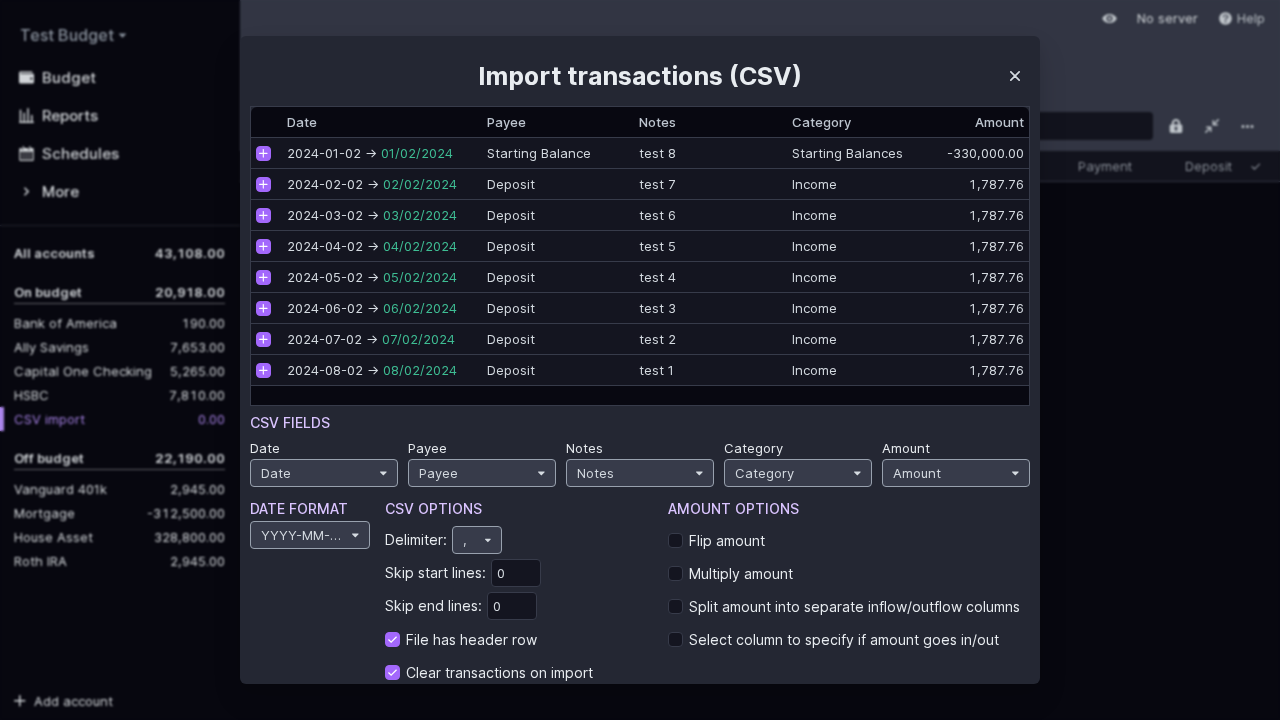 Test Budget
Budget
Reports
Schedules
More
All accounts 43,108.00
On budget 20,918.00
Bank of America 190.00
Ally Savings 7,653.00
Capital One Checking 5,265.00
HSBC 7,810.00
CSV import 0.00
Off budget 22,190.00
Vanguard 401k 2,945.00
Mortgage -312,500.00
House Asset 328,800.00
Roth IRA 2,945.00
Add account
No server Help
Payment Deposit
Import transactions (CSV)
Date Payee Notes Category Amount
2024-01-02 → 01/02/2024 Starting Balance test 8 Starting Balances -330,000.00
2024-02-02 → 02/02/2024 Deposit test 7 Income 1,787.76
2024-03-02 → 03/02/2024 Deposit test 6 Income 1,787.76
2024-04-02 → 04/02/2024 Deposit test 5 Income 1,787.76
2024-05-02 → 05/02/2024 Deposit test 4 Income 1,787.76
2024-06-02 → 06/02/2024 Deposit test 3 Income 1,787.76
2024-07-02 → 07/02/2024 Deposit test 2 Income 1,787.76
2024-08-02 → 08/02/2024 Deposit test 1 Income 1,787.76
CSV FIELDS
Date Payee Notes Category Amount
Date Payee Notes Category Amount
DATE FORMAT
YYYY-MM-...
CSV OPTIONS
Delimiter: ,
Skip start lines: 0
Skip end lines: 0
File has header row
Clear transactions on import
AMOUNT OPTIONS
Flip amount
Multiply amount
Split amount into separate inflow/outflow columns
Select column to specify if amount goes in/out